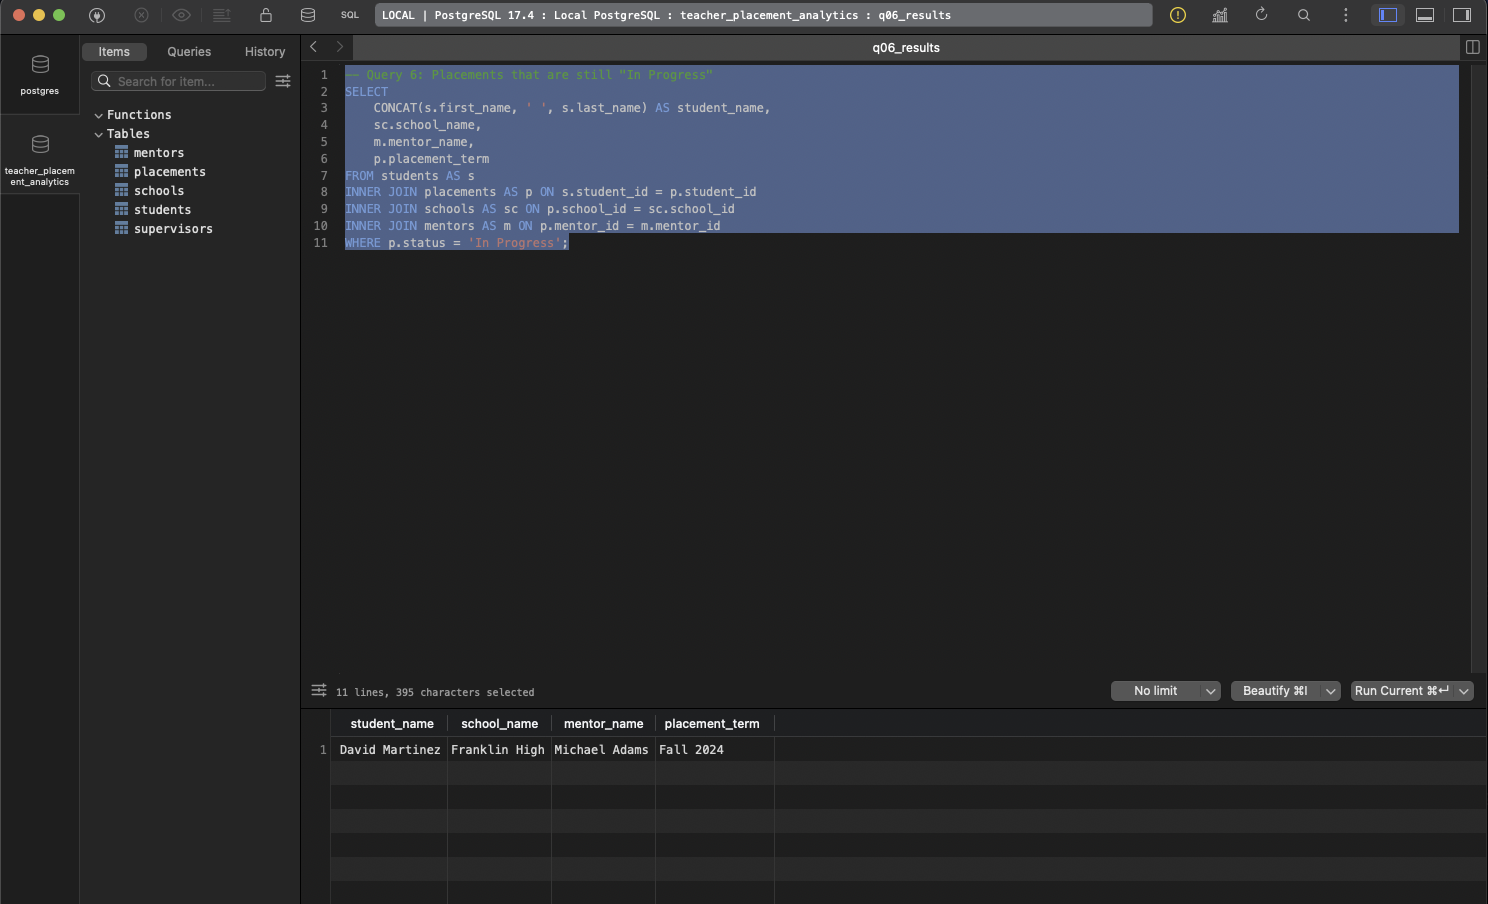 SQL
LOCAL | PostgreSQL 17.4 : Local PostgreSQL : teacher_placement_analytics : q06_results
postgres
teacher_placem
ent_analytics
Items Queries History
Search for item...
Functions
Tables
mentors
placements
schools
students
supervisors
q06_results
1 -- Query 6: Placements that are still "In Progress"
2 SELECT
3 CONCAT(s.first_name, ' ', s.last_name) AS student_name,
4 sc.school_name,
5 m.mentor_name,
6 p.placement_term
7 FROM students AS s
8 INNER JOIN placements AS p ON s.student_id = p.student_id
9 INNER JOIN schools AS sc ON p.school_id = sc.school_id
10 INNER JOIN mentors AS m ON p.mentor_id = m.mentor_id
11 WHERE p.status = 'In Progress';
11 lines, 395 characters selected
No limit Beautify ⌘I Run Current ⌘↵
student_name school_name mentor_name placement_term
1 David Martinez Franklin High Michael Adams Fall 2024